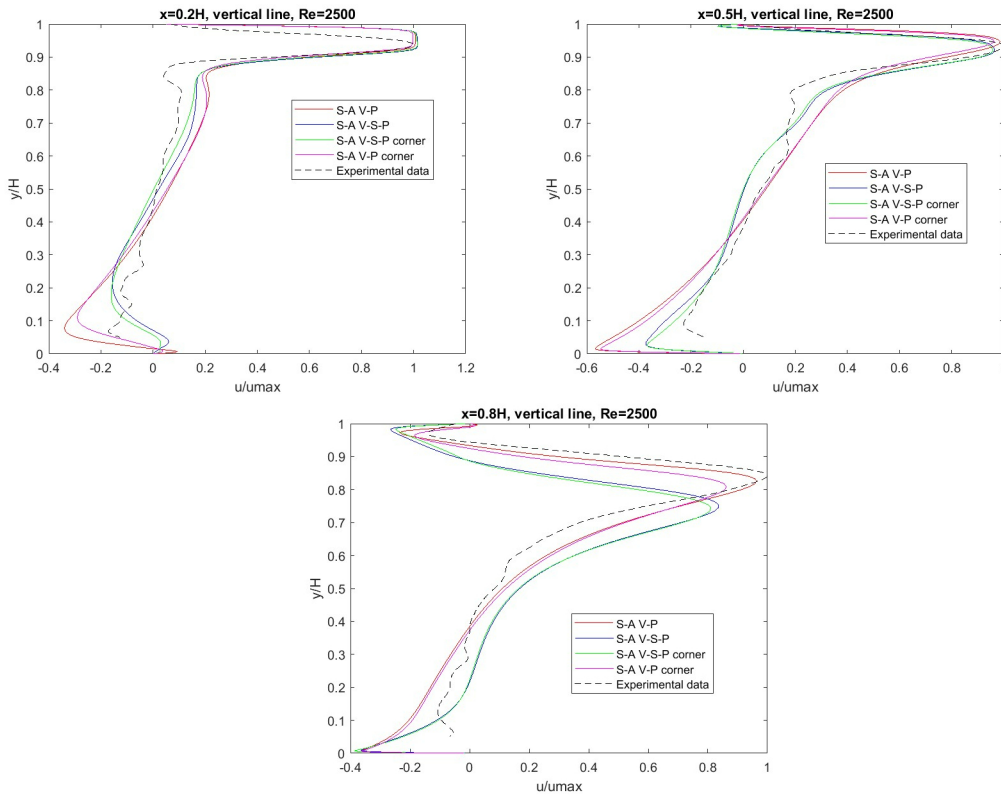 x=0.2H, vertical line, Re=2500
y/H
1
0.9
0.8
0.7
0.6
0.5
0.4
0.3
0.2
0.1
0
-0.4
-0.2
0
0.2
0.4
0.6
0.8
1
1.2
u/umax
S-A V-P
S-A V-S-P
S-A V-S-P corner
S-A V-P corner
Experimental data
x=0.5H, vertical line, Re=2500
y/H
1
0.9
0.8
0.7
0.6
0.5
0.4
0.3
0.2
0.1
0
-0.6
-0.4
-0.2
0
0.2
0.4
0.6
0.8
u/umax
S-A V-P
S-A V-S-P
S-A V-S-P corner
S-A V-P corner
Experimental data
x=0.8H, vertical line, Re=2500
y/H
1
0.9
0.8
0.7
0.6
0.5
0.4
0.3
0.2
0.1
0
-0.4
-0.2
0
0.2
0.4
0.6
0.8
1
u/umax
S-A V-P
S-A V-S-P
S-A V-S-P corner
S-A V-P corner
Experimental data